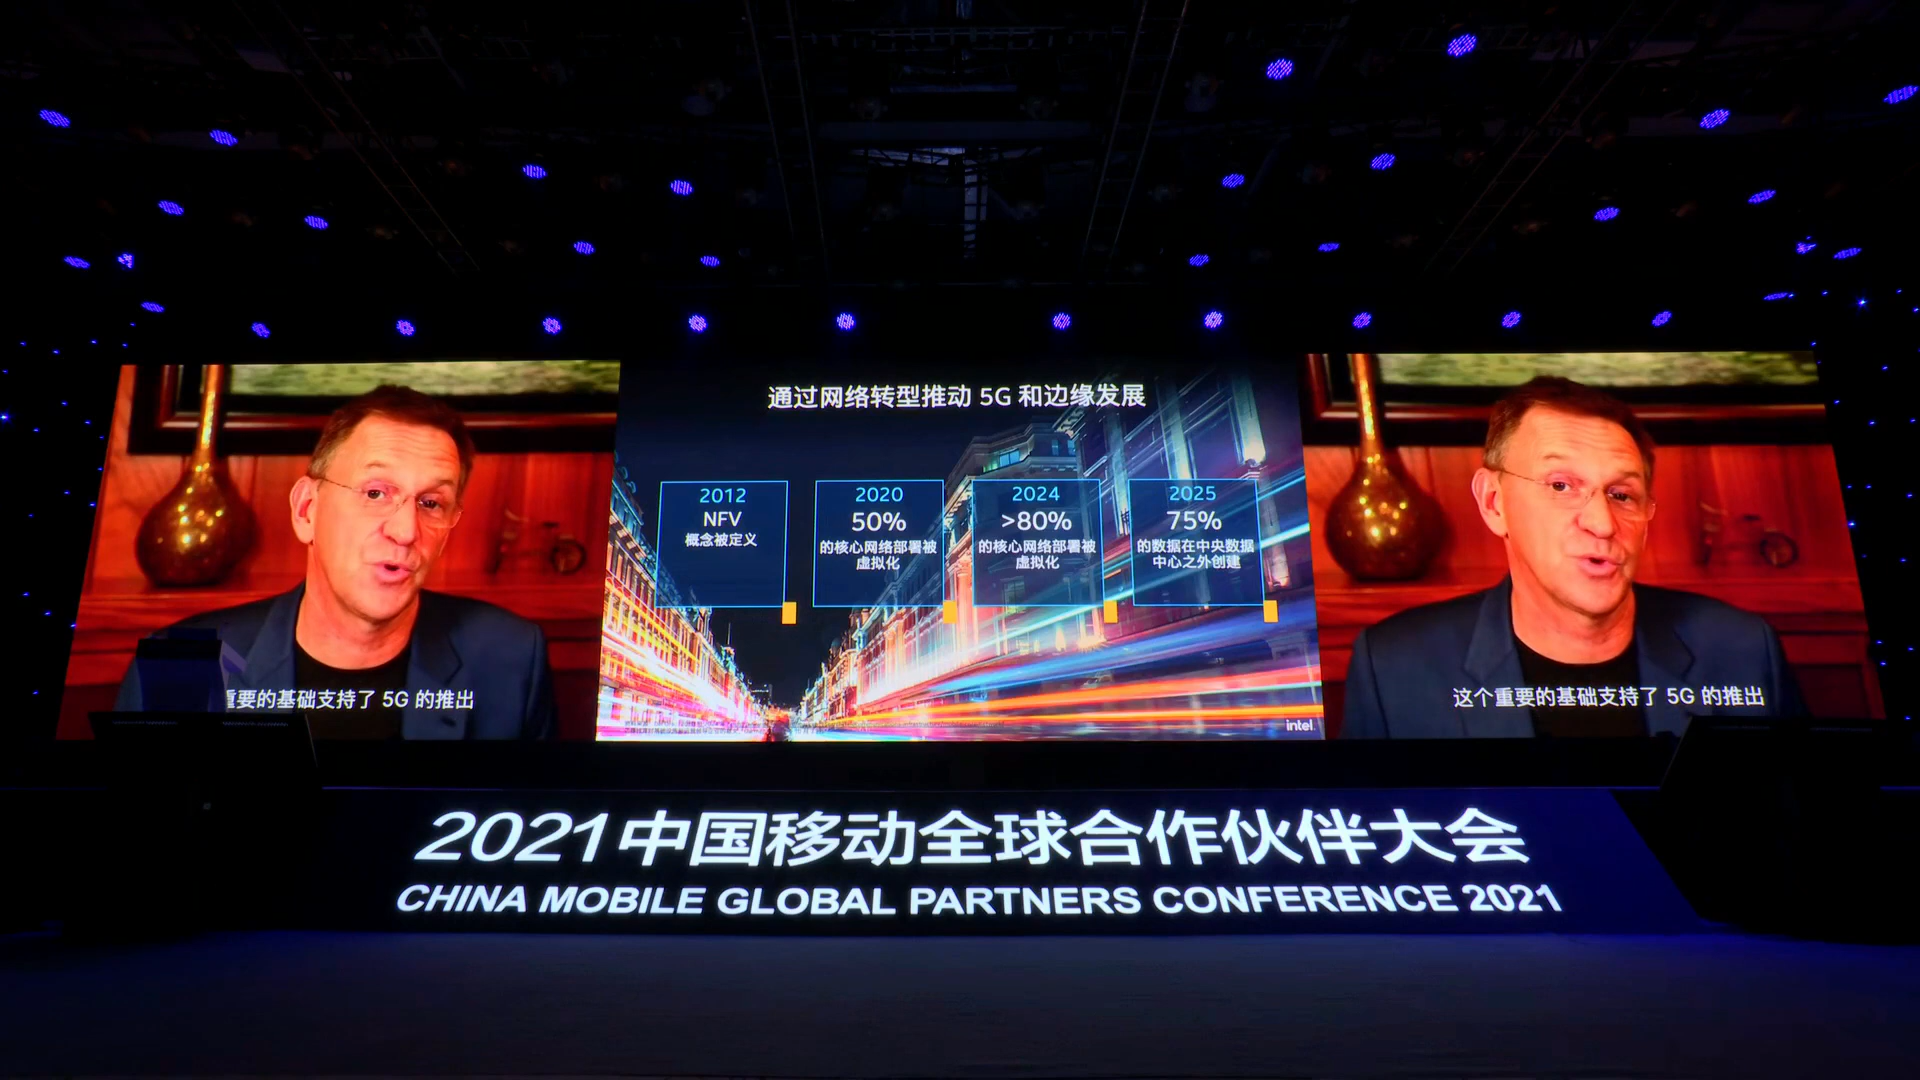 通过网络转型推动 5G 和边缘发展
2012
NFV
概念被定义
2020
50%
的核心网络部署被
虚拟化
2024
>80%
的核心网络部署被
虚拟化
2025
75%
的数据在中央数据
中心之外创建
重要的基础支持了 5G 的推出
这个重要的基础支持了 5G 的推出
intel.
2021中国移动全球合作伙伴大会
CHINA MOBILE GLOBAL PARTNERS CONFERENCE 2021